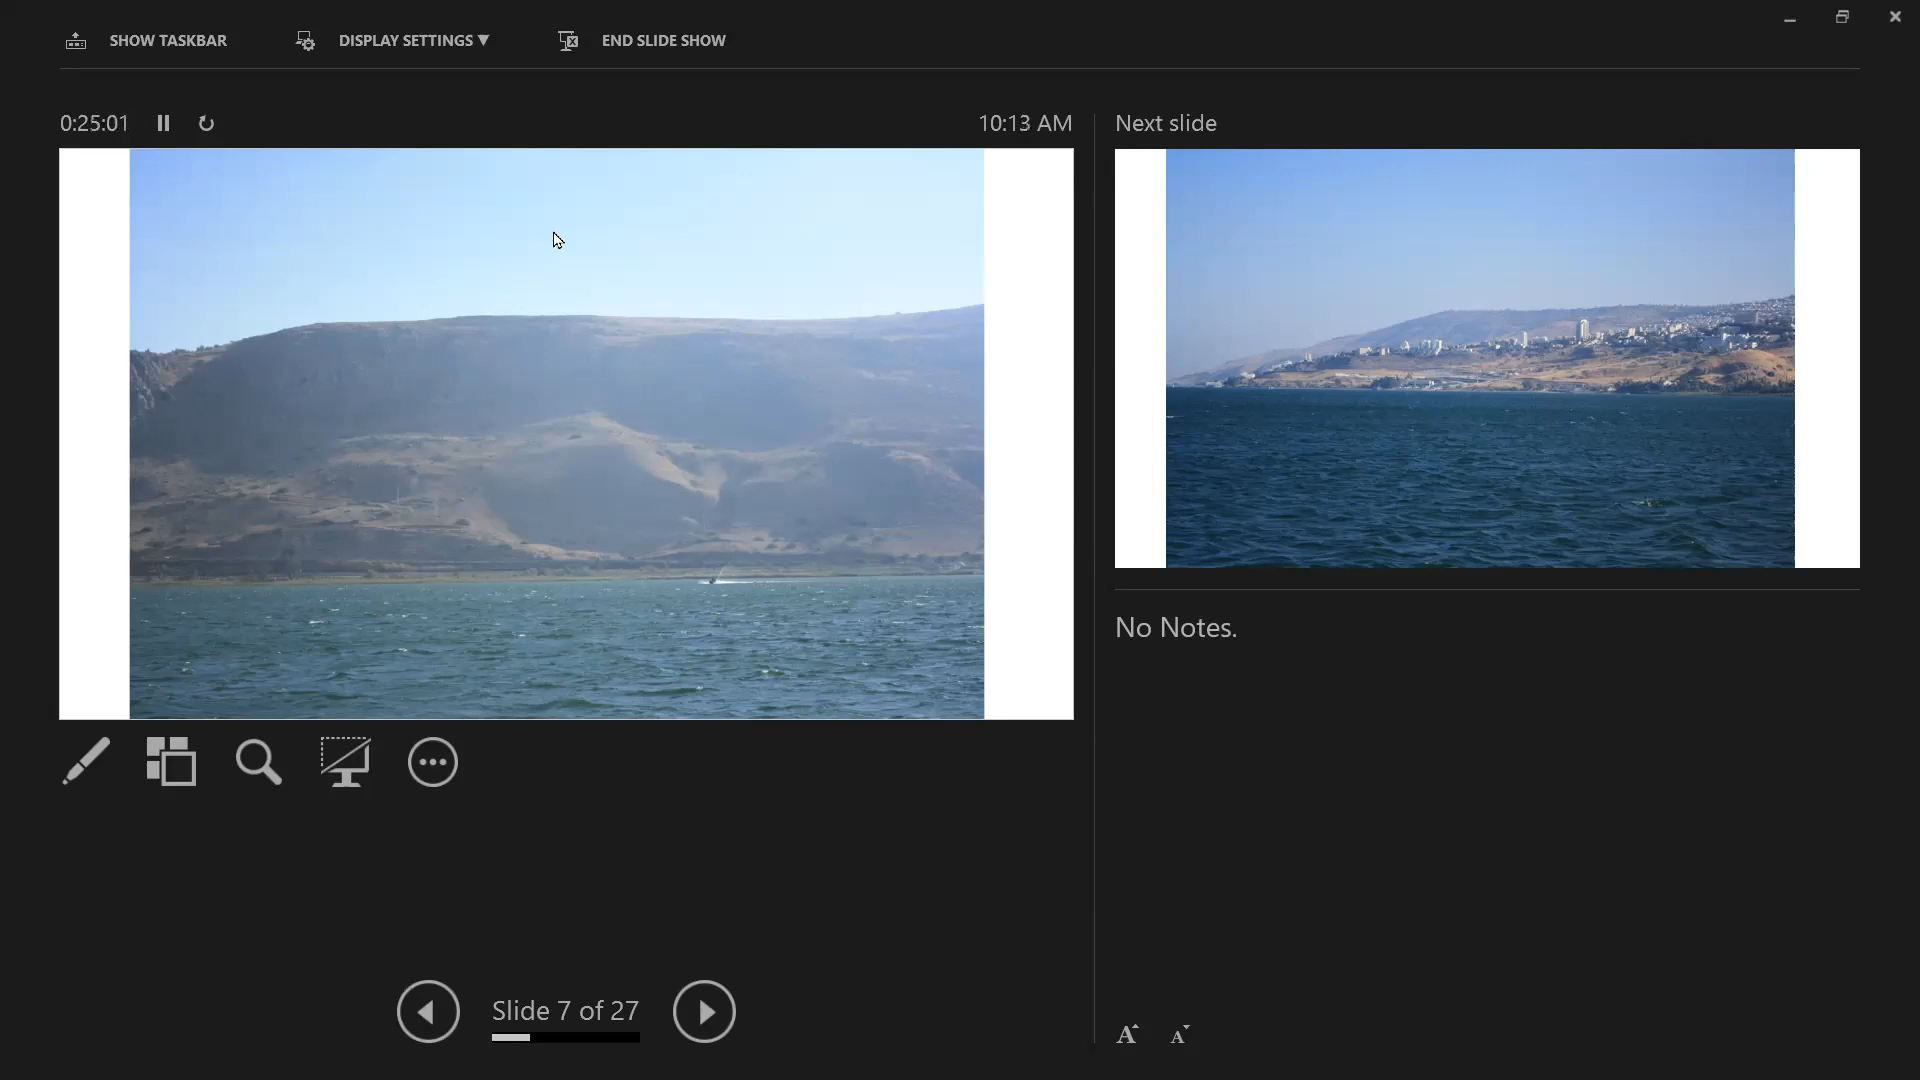 SHOW TASKBAR
DISPLAY SETTINGS ▼
END SLIDE SHOW
0:25:01
10:13 AM
Next slide
No Notes.
Slide 7 of 27
A A